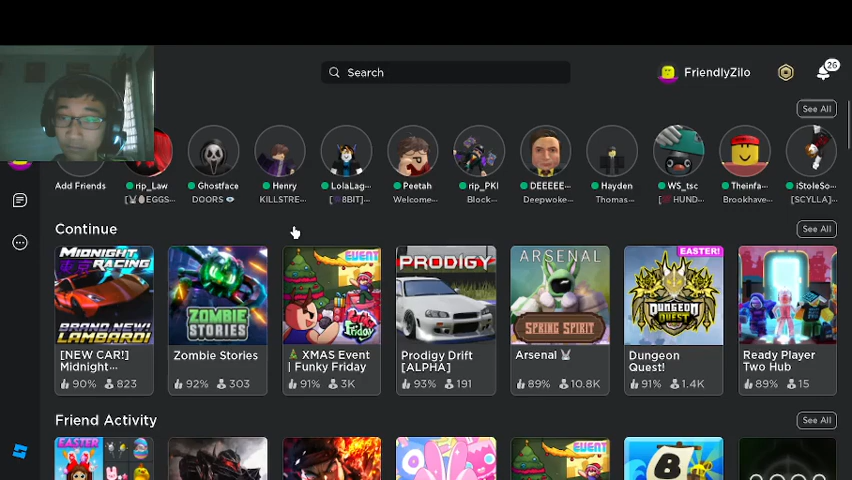 Search
FriendlyZilo
26
See All
Add Friends
rip_Law
Ghostface
Henry
LolaLag...
Peetah
rip_PKI
DEEEEE...
Hayden
WS_tsc
Theinfa...
iStoleSo...
EGGS...
DOORS
KILLSTRE...
BBIT]
Welcome...
Block...
Deepwoke...
Thomas...
HUND...
Brookhave...
[SCYLLA]...
Continue
See All
MIDNIGHT
RACING
BRAND NEW
LAMBARDI
ZOMBIE
STORIES
EVENT
Funky
Friday
PRODIGY
ARSENAL
SPRING SPIRIT
EASTER!
DUNGEON
QUEST
[NEW CAR!]
Midnight...
Zombie Stories
🎄 XMAS Event
| Funky Friday
Prodigy Drift
[ALPHA]
Arsenal 🐰
Dungeon
Quest!
Ready Player
Two Hub
90% 823
92% 303
91% 3K
93% 191
89% 10.8K
91% 1.4K
89% 15
Friend Activity
See All
EASTER
EVENT
B